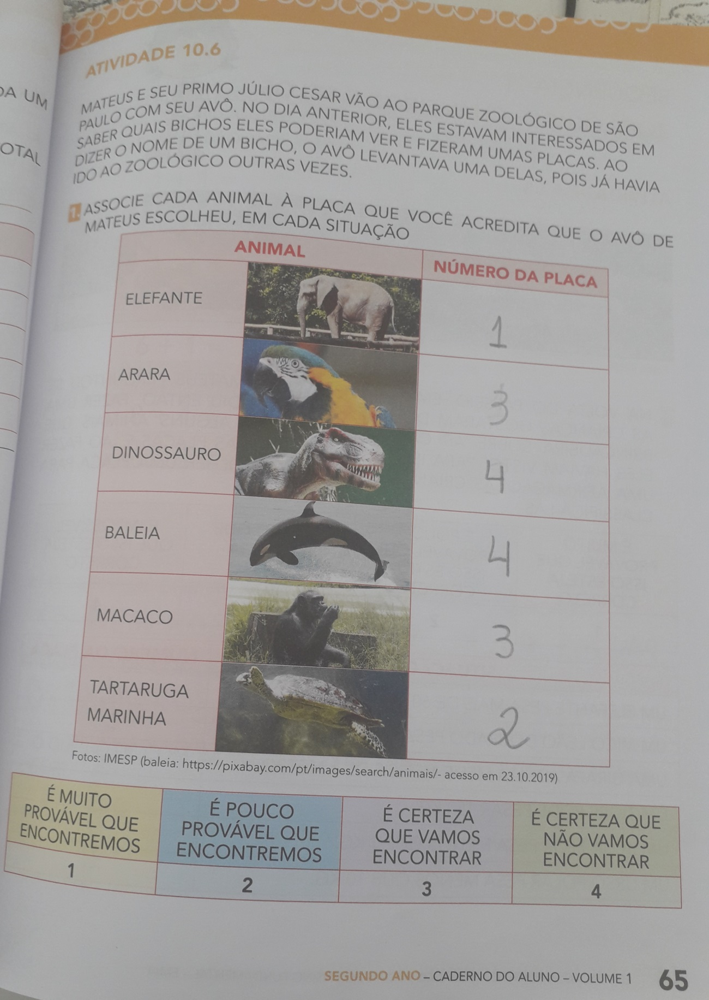 DA UM
OTAL
ATIVIDADE 10.6
MATEUS E SEU PRIMO JÚLIO CESAR VÃO AO PARQUE ZOOLÓGICO DE SÃO
PAULO COM SEU AVÔ. NO DIA ANTERIOR, ELES ESTAVAM INTERESSADOS EM
SABER QUAIS BICHOS ELES PODERIAM VER E FIZERAM UMAS PLACAS. AO
DIZER O NOME DE UM BICHO, O AVÔ LEVANTAVA UMA DELAS, POIS JÁ HAVIA
IDO AO ZOOLÓGICO OUTRAS VEZES.
1. ASSOCIE CADA ANIMAL À PLACA QUE VOCÊ ACREDITA QUE O AVÔ DE
MATEUS ESCOLHEU, EM CADA SITUAÇÃO
ANIMAL NÚMERO DA PLACA
ELEFANTE 1
ARARA 3
DINOSSAURO 4
BALEIA 4
MACACO 3
TARTARUGA
MARINHA 2
Fotos: IMESP (baleia: https://pixabay.com/pt/images/search/animais/- acesso em 23.10.2019)
É MUITO
PROVÁVEL QUE
ENCONTREMOS
1
É POUCO
PROVÁVEL QUE
ENCONTREMOS
2
É CERTEZA
QUE VAMOS
ENCONTRAR
3
É CERTEZA QUE
NÃO VAMOS
ENCONTRAR
4
SEGUNDO ANO – CADERNO DO ALUNO – VOLUME 1 65